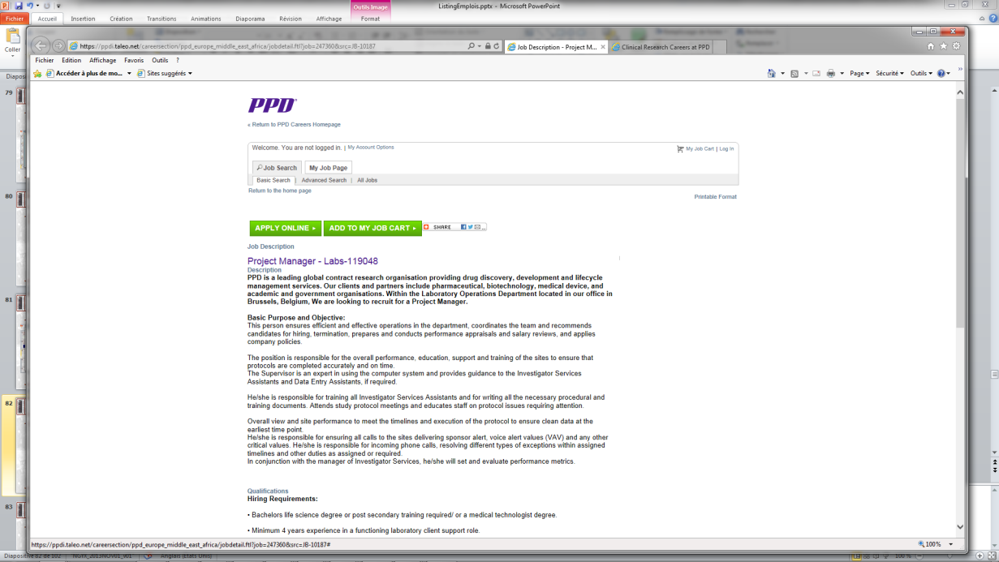 ListingEmplois.pptx – Microsoft PowerPoint
Outils Image
Fichier Accueil Insertion Création Transitions Animations Diaporama Révision Affichage Format
Coller
https://ppdi.taleo.net/careersection/ppd_europe_middle_east_africa/jobdetail.ftl?job=247360&src=JB-10187
Job Description - Project M... Clinical Research Careers at PPD
Fichier Edition Affichage Favoris Outils ?
Accéder à plus de mo... Sites suggérés Page Sécurité Outils
79
80
81
82
83
PPD
« Return to PPD Careers Homepage
Welcome. You are not logged in. | My Account Options My Job Cart | Log In
Job Search My Job Page
Basic Search | Advanced Search | All Jobs
Return to the home page
Printable Format
APPLY ONLINE ADD TO MY JOB CART SHARE ...
Job Description
Project Manager - Labs-119048
Description
PPD is a leading global contract research organisation providing drug discovery, development and lifecycle
management services. Our clients and partners include pharmaceutical, biotechnology, medical device, and
academic and government organisations. Within the Laboratory Operations Department located in our office in
Brussels, Belgium, We are looking to recruit for a Project Manager.
Basic Purpose and Objective:
This person ensures efficient and effective operations in the department, coordinates the team and recommends
candidates for hiring, termination, prepares and conducts performance appraisals and salary reviews, and applies
company policies.
The position is responsible for the overall performance, education, support and training of the sites to ensure that
protocols are completed accurately and on time.
The Supervisor is an expert in using the computer system and provides guidance to the Investigator Services
Assistants and Data Entry Assistants, if required.
He/she is responsible for training all Investigator Services Assistants and for writing all the necessary procedural and
training documents. Attends study protocol meetings and educates staff on protocol issues requiring attention.
Overall view and site performance to meet the timelines and execution of the protocol to ensure clean data at the
earliest time point.
He/she is responsible for ensuring all calls to the sites delivering sponsor alert, voice alert values (VAV) and any other
critical values. He/she is responsible for incoming phone calls, resolving different types of exceptions within assigned
timelines and other duties as assigned or required.
In conjunction with the manager of Investigator Services, he/she will set and evaluate performance metrics.
Qualifications
Hiring Requirements:
• Bachelors life science degree or post secondary training required/ or a medical technologist degree.
• Minimum 4 years experience in a functioning laboratory client support role.
https://ppdi.taleo.net/careersection/ppd_europe_middle_east_africa/jobdetail.ftl?job=247360&src=JB-10187# 100%
Diapositive 82 de 102 Anglais (États Unis) 100 %